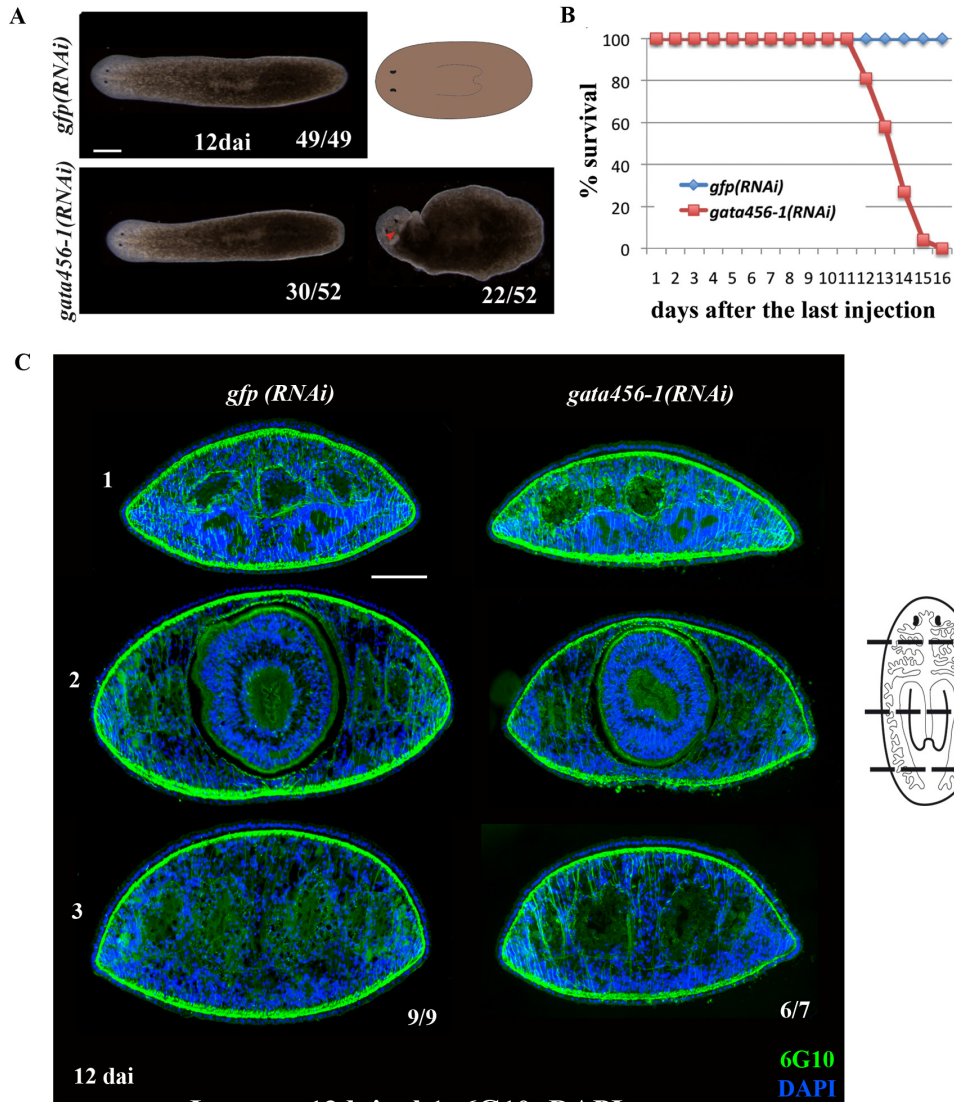 A
gfp(RNAi)
12dai
49/49
gata456-1(RNAi)
30/52
22/52
B
% survival
100
80
60
40
20
0
gfp(RNAi)
gata456-1(RNAi)
1 2 3 4 5 6 7 8 9 10 11 12 13 14 15 16
days after the last injection
C
gfp (RNAi)
gata456-1(RNAi)
1
2
3
9/9
6/7
12 dai
6G10
DAPI